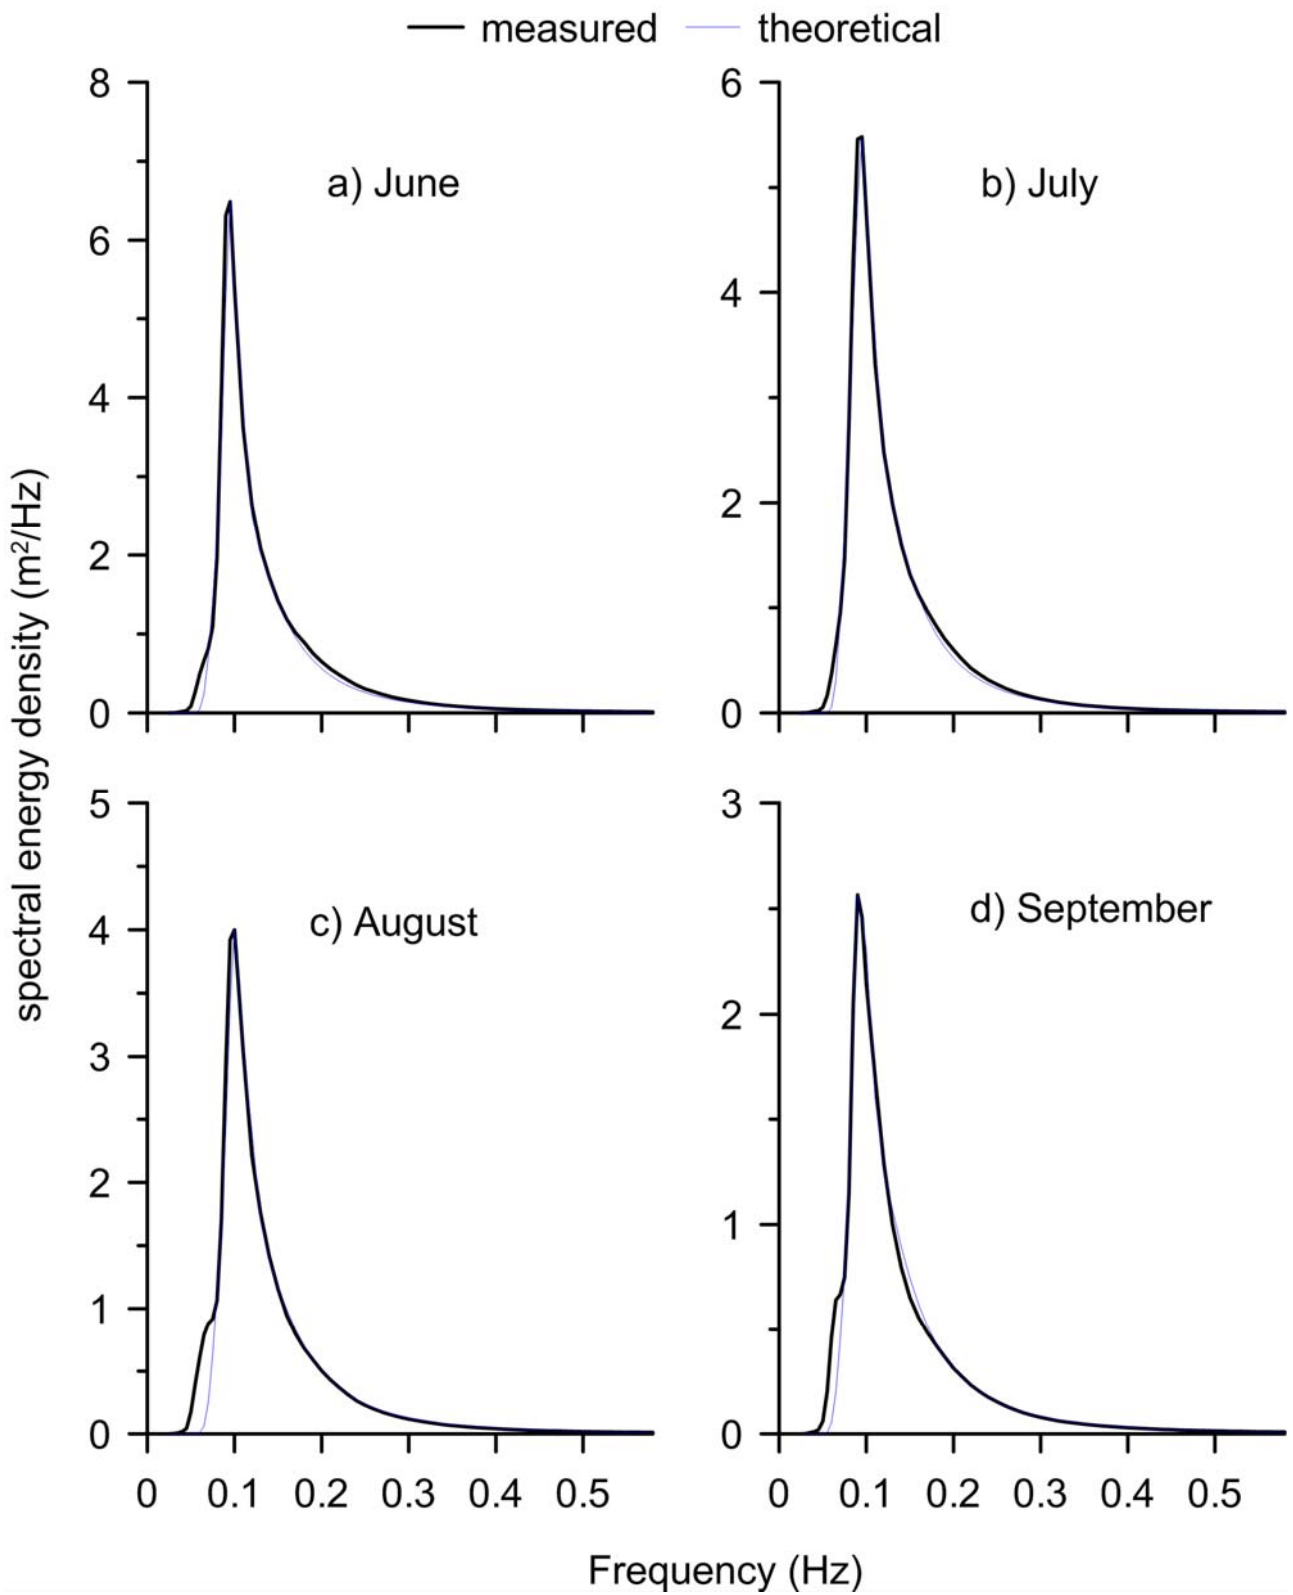 measured theoretical
8
6
4
2
0
a) June
6
4
2
0
b) July
spectral energy density (m²/Hz)
5
4
3
2
1
0
c) August
0 0.1 0.2 0.3 0.4 0.5
3
2
1
0
d) September
0 0.1 0.2 0.3 0.4 0.5
Frequency (Hz)